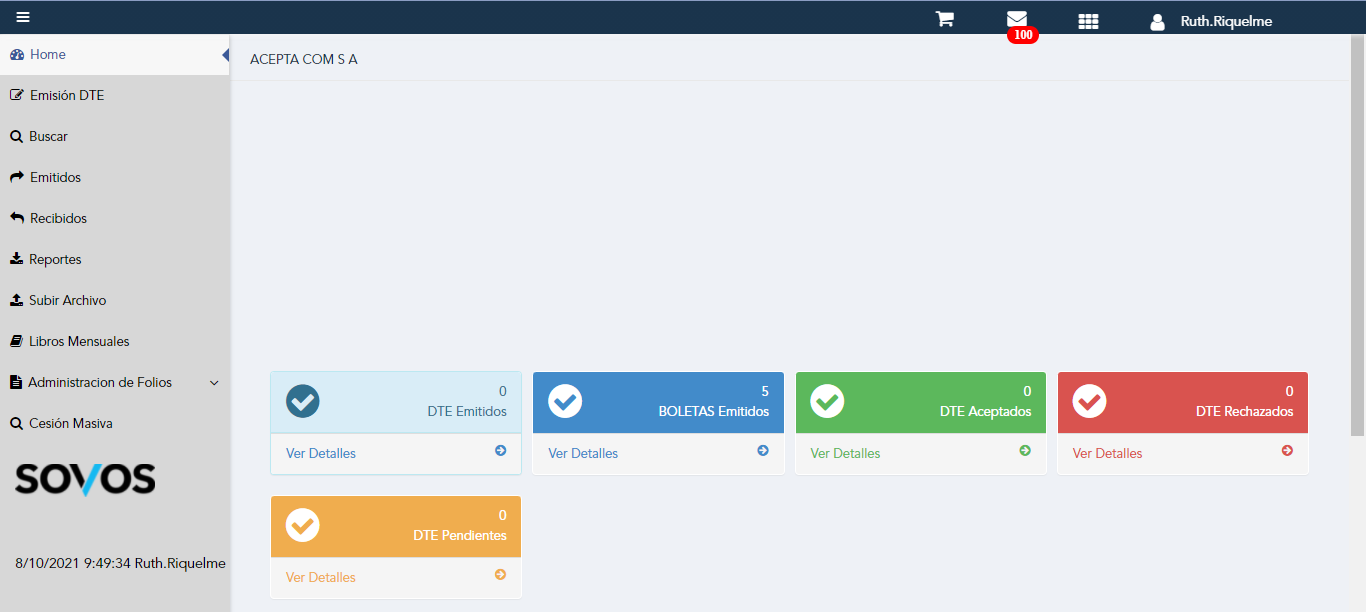 100
Ruth.Riquelme
Home
Emisión DTE
Buscar
Emitidos
Recibidos
Reportes
Subir Archivo
Libros Mensuales
Administracion de Folios
Cesión Masiva
SOVOS
8/10/2021 9:49:34 Ruth.Riquelme
ACEPTA COM S A
0
DTE Emitidos
Ver Detalles
5
BOLETAS Emitidos
Ver Detalles
0
DTE Aceptados
Ver Detalles
0
DTE Rechazados
Ver Detalles
0
DTE Pendientes
Ver Detalles